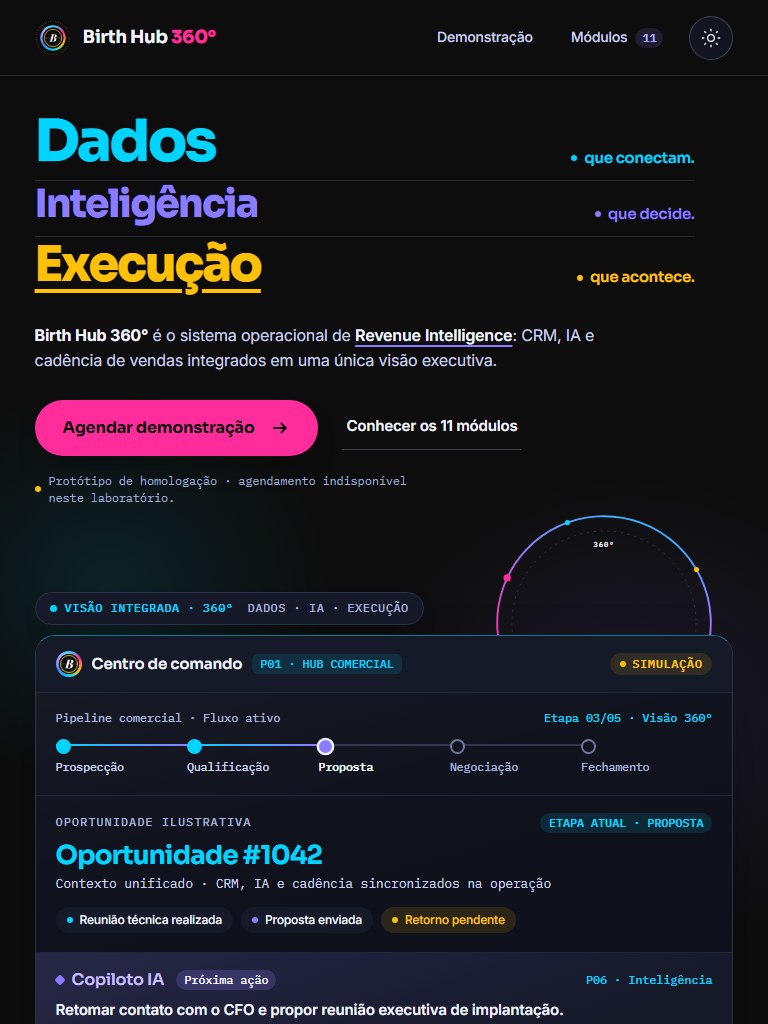 B Birth Hub 360° Demonstração Módulos 11
Dados que conectam.
Inteligência que decide.
Execução que acontece.
Birth Hub 360° é o sistema operacional de Revenue Intelligence: CRM, IA e
cadência de vendas integrados em uma única visão executiva.
Agendar demonstração → Conhecer os 11 módulos
Protótipo de homologação · agendamento indisponível
neste laboratório.
360°
VISÃO INTEGRADA · 360° DADOS · IA · EXECUÇÃO
B Centro de comando P01 · HUB COMERCIAL SIMULAÇÃO
Pipeline comercial · Fluxo ativo Etapa 03/05 · Visão 360°
Prospecção Qualificação Proposta Negociação Fechamento
OPORTUNIDADE ILUSTRATIVA ETAPA ATUAL · PROPOSTA
Oportunidade #1042
Contexto unificado · CRM, IA e cadência sincronizados na operação
Reunião técnica realizada Proposta enviada Retorno pendente
Copiloto IA Próxima ação P06 · Inteligência
Retomar contato com o CFO e propor reunião executiva de implantação.